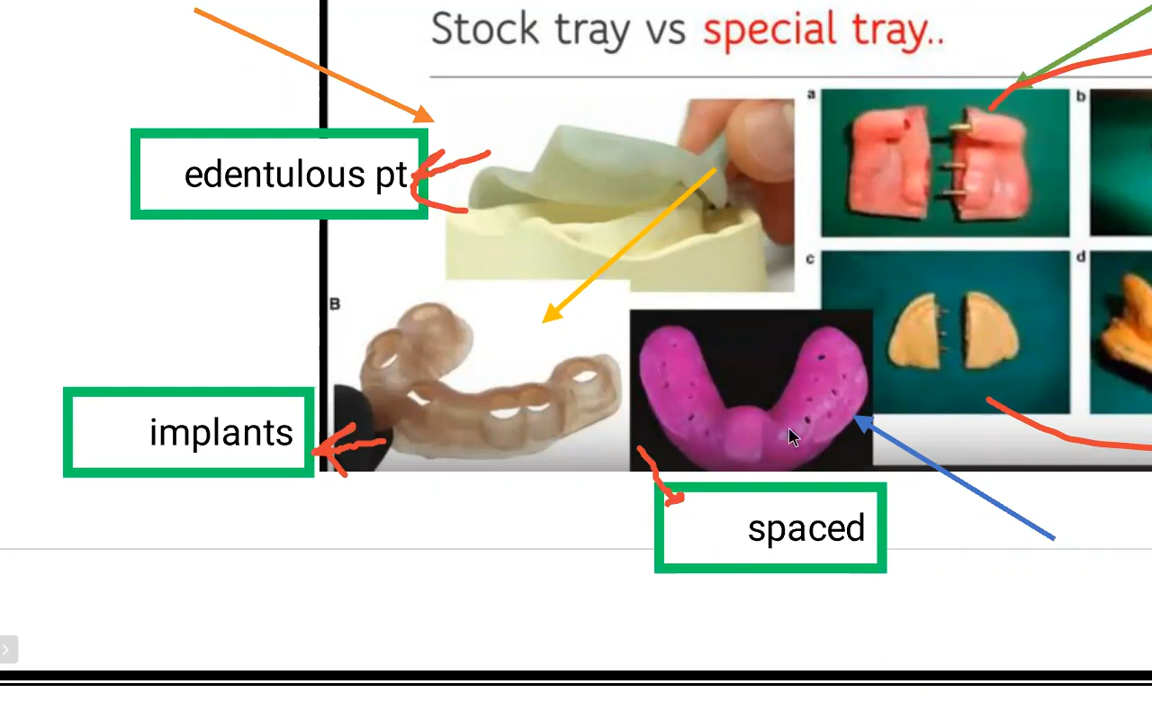 Stock tray vs special tray..
a
b
edentulous pt
c
d
B
implants
spaced